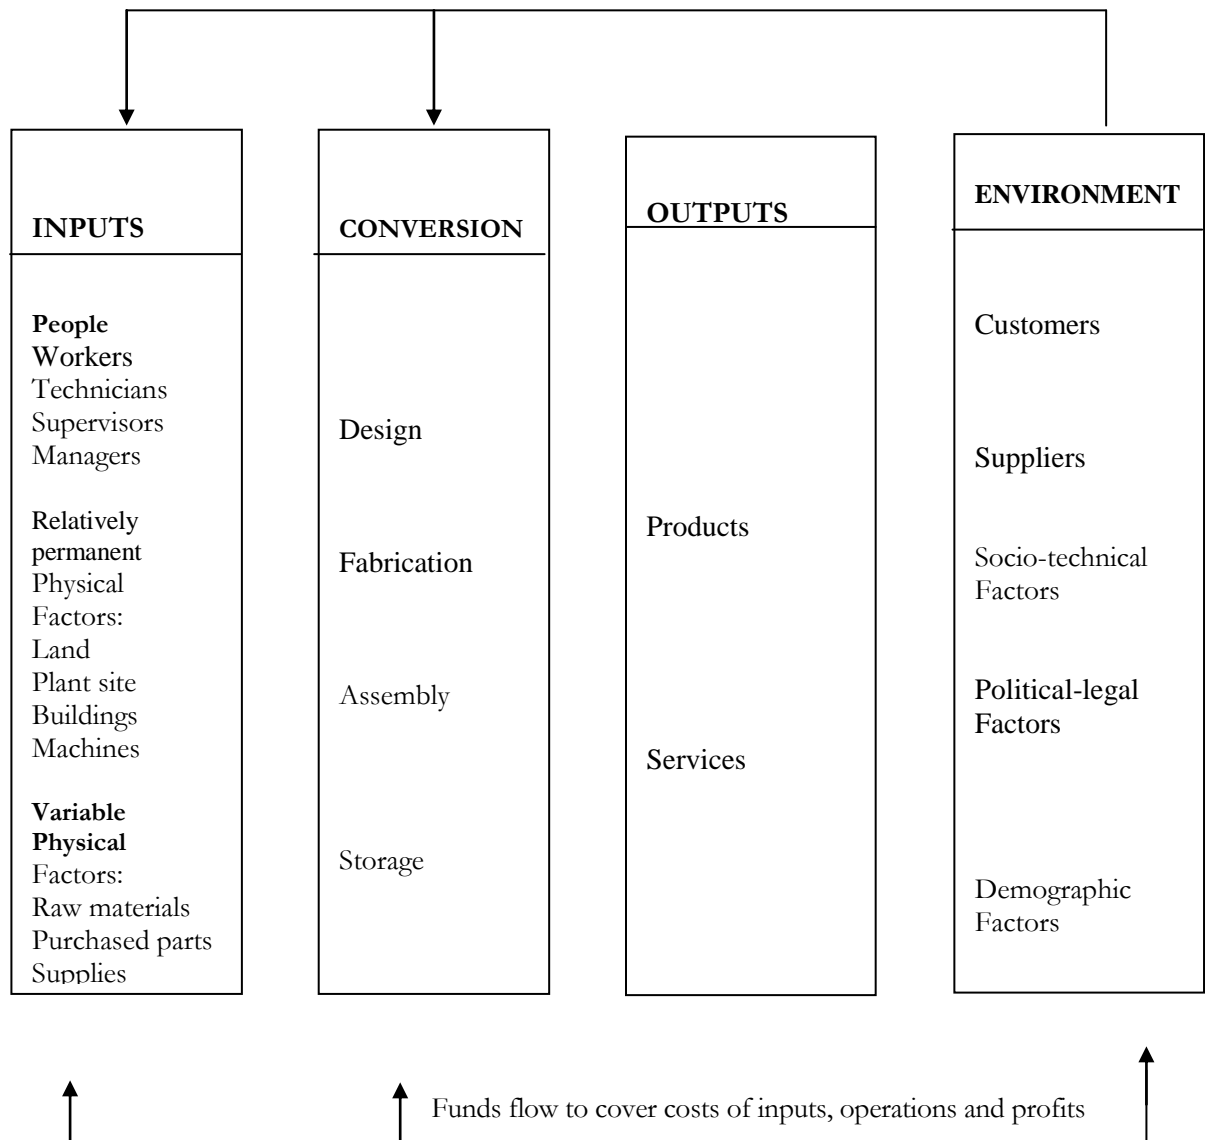 INPUTS
People
Workers
Technicians
Supervisors
Managers
Relatively
permanent
Physical
Factors:
Land
Plant site
Buildings
Machines
Variable
Physical
Factors:
Raw materials
Purchased parts
Supplies
CONVERSION
Design
Fabrication
Assembly
Storage
OUTPUTS
Products
Services
ENVIRONMENT
Customers
Suppliers
Socio-technical
Factors
Political-legal
Factors
Demographic
Factors
Funds flow to cover costs of inputs, operations and profits